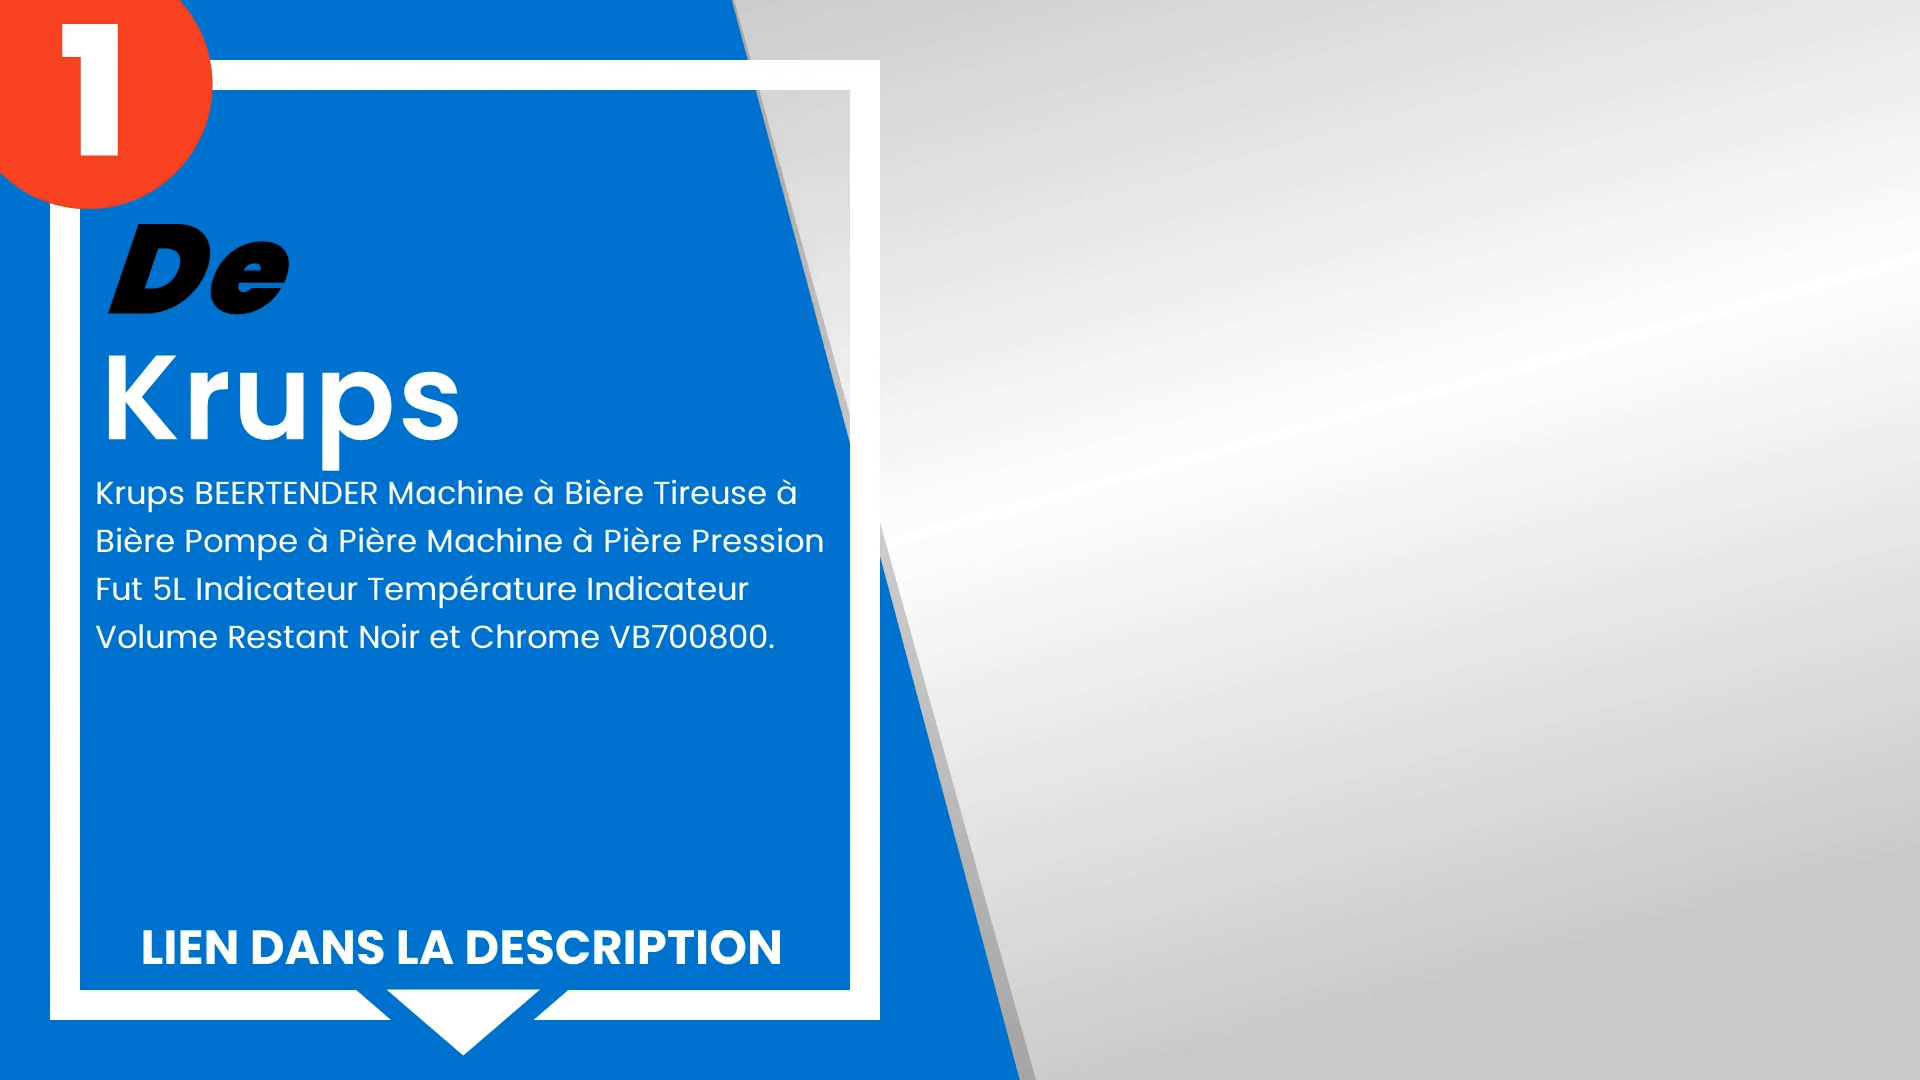 1
De
Krups
Krups BEERTENDER Machine à Bière Tireuse à
Bière Pompe à Pière Machine à Pière Pression
Fut 5L Indicateur Température Indicateur
Volume Restant Noir et Chrome VB700800.
LIEN DANS LA DESCRIPTION